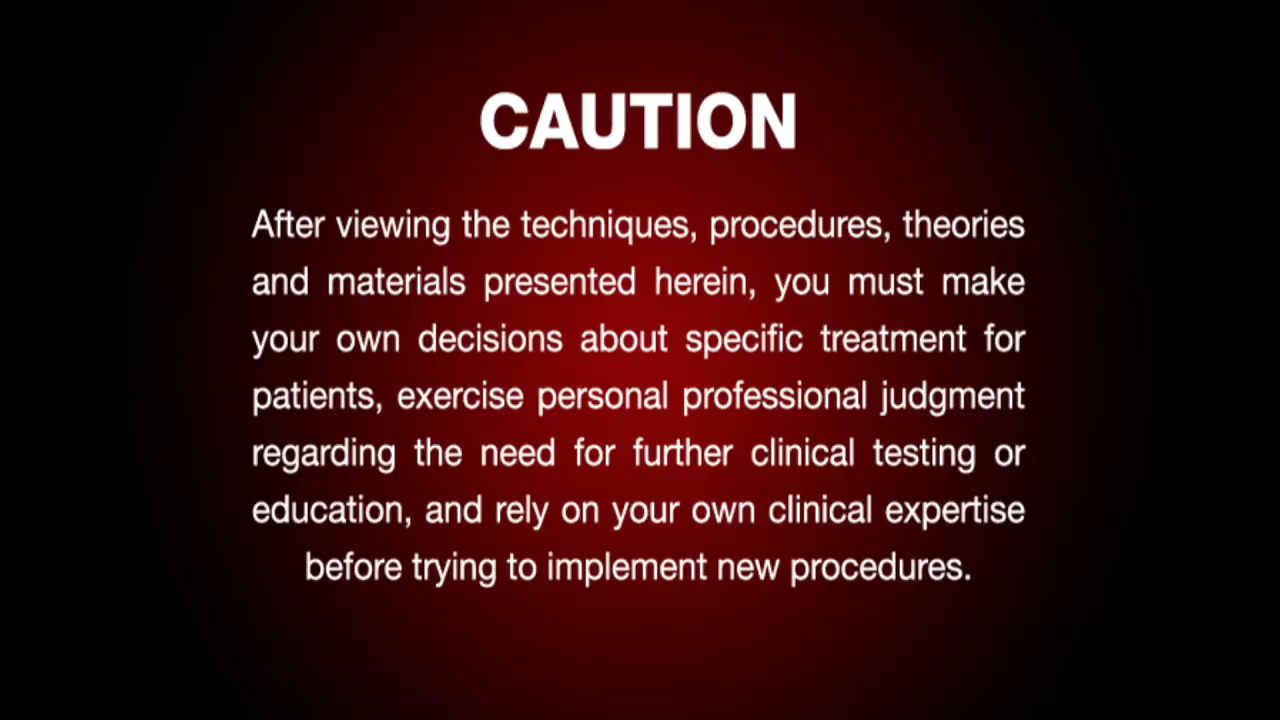 CAUTION
After viewing the techniques, procedures, theories
and materials presented herein, you must make
your own decisions about specific treatment for
patients, exercise personal professional judgment
regarding the need for further clinical testing or
education, and rely on your own clinical expertise
before trying to implement new procedures.